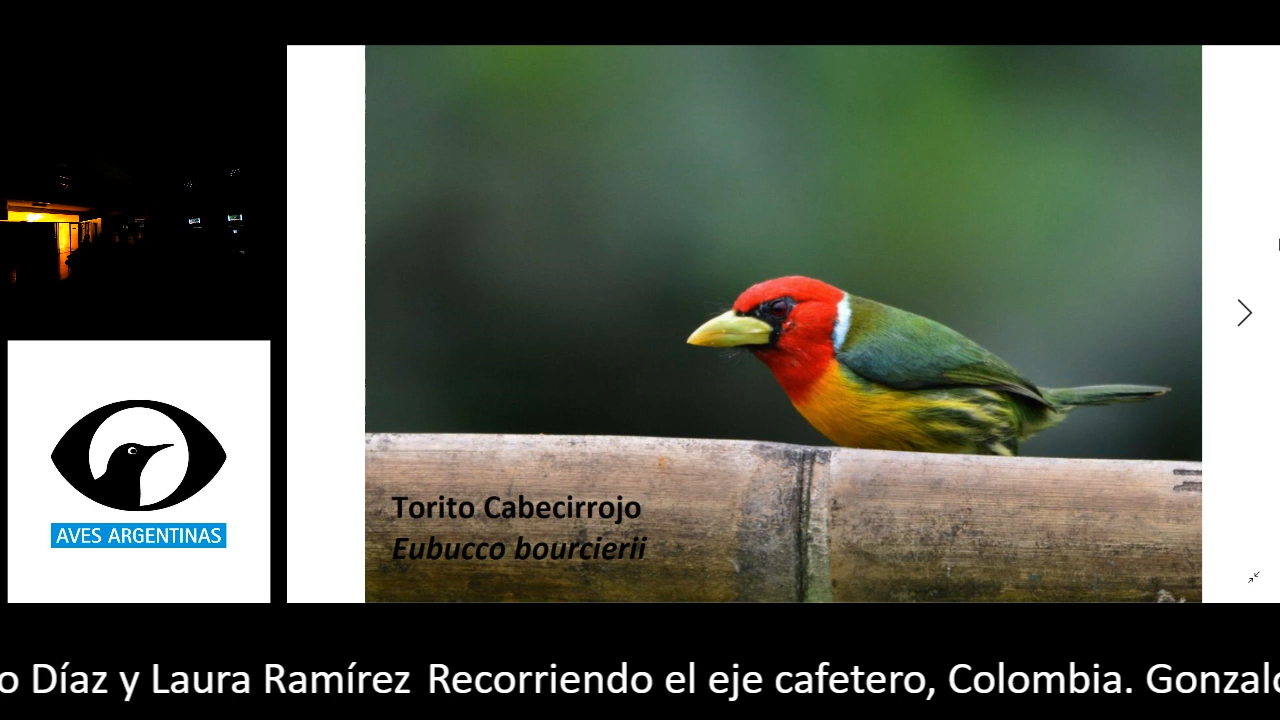 Torito Cabecirrojo
Eubucco bourcierii
AVES ARGENTINAS
o Díaz y Laura Ramírez Recorriendo el eje cafetero, Colombia. Gonzalo